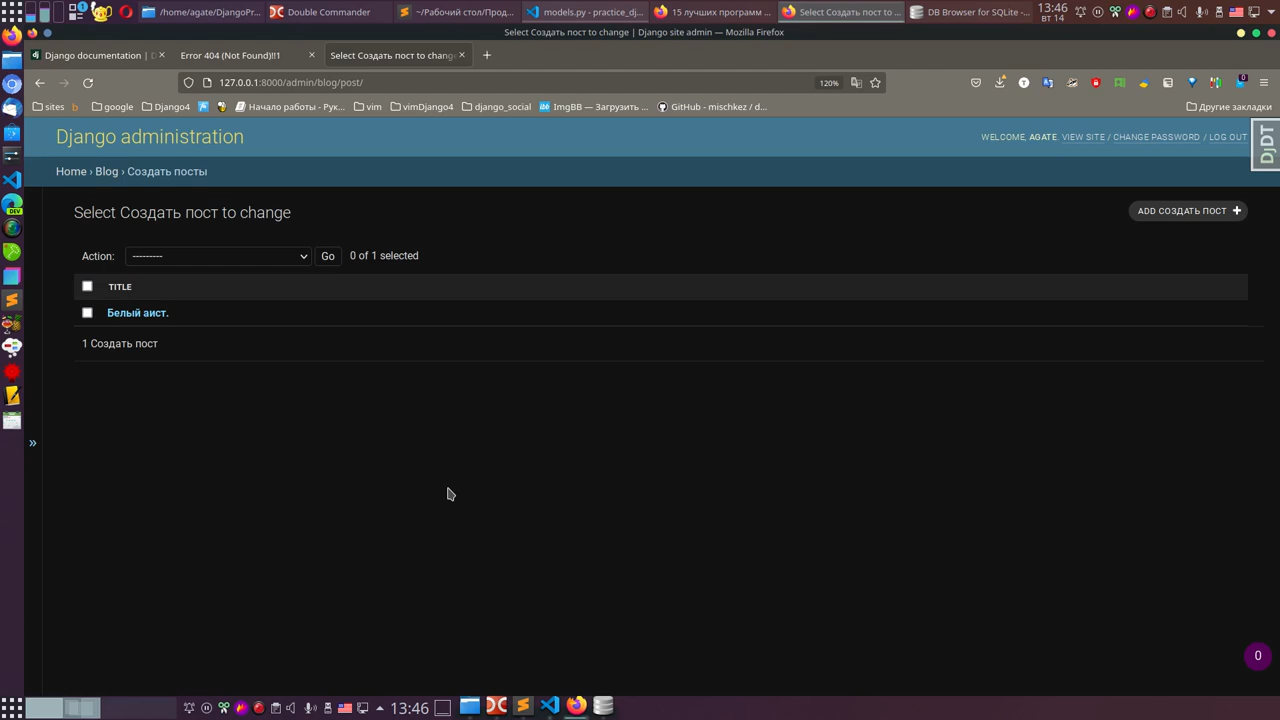 /home/agate/DjangoPr...
Double Commander
~/Рабочий стол/Прод...
models.py - practice_dj...
15 лучших программ ...
Select Создать пост to ...
DB Browser for SQLite -...
13:46
вт 14
Select Создать пост to change | Django site admin — Mozilla Firefox
Django documentation | D
Error 404 (Not Found)!!1
Select Создать пост to change
127.0.0.1:8000/admin/blog/post/
120%
0
sites
google
Django4
Начало работы - Рук...
vim
vimDjango4
django_social
ImgBB — Загрузить ...
GitHub - mischkez / d...
Другие закладки
Django administration
WELCOME, AGATE. VIEW SITE / CHANGE PASSWORD / LOG OUT
DjDT
Home › Blog › Создать посты
Select Создать пост to change
ADD СОЗДАТЬ ПОСТ +
Action:
---------
Go
0 of 1 selected
TITLE
Белый аист.
1 Создать пост
»
DEV
0
13:46